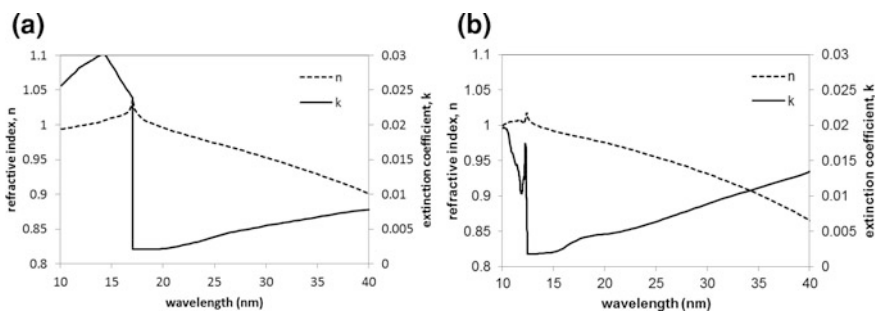 (a)
refractive index, n
1.1
1.05
1
0.95
0.9
0.85
0.8
n
k
0.03
0.025
0.02
0.015
0.01
0.005
0
extinction coefficient, k
10 15 20 25 30 35 40
wavelength (nm)
(b)
refractive index, n
1.1
1.05
1
0.95
0.9
0.85
0.8
n
k
0.03
0.025
0.02
0.015
0.01
0.005
0
extinction coefficient, k
10 15 20 25 30 35 40
wavelength (nm)